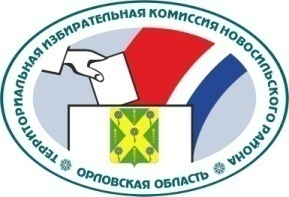 ТЕРРИТОРИАЛЬНАЯ ИЗБИРАТЕЛЬНАЯ КОМИССИЯ НОВОСИЛЬСКОГО РАЙОНА
ОРЛОВСКАЯ ОБЛАСТЬ